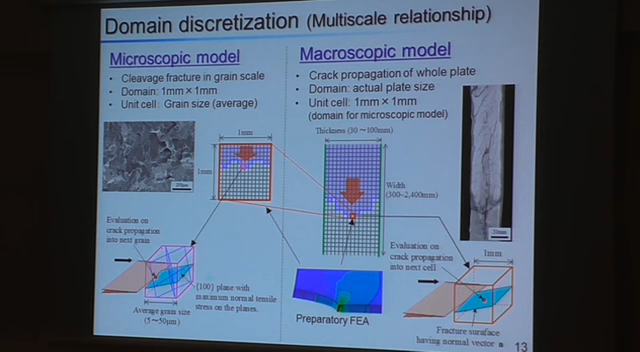 Domain discretization (Multiscale relationship)
Microscopic model
• Cleavage fracture in grain scale
• Domain: 1mm×1mm
• Unit cell: Grain size (average)
1mm
1mm
Evaluation on
crack propagation
into next grain
{100} plane with
maximum normal tensile
stress on the planes.
Average grain size
(5~50μm)
Macroscopic model
• Crack propagation of whole plate
• Domain: actual plate size
• Unit cell: 1mm×1mm
(domain for microscopic model)
Thickness (30~100mm)
Width
(300~2,400mm)
Preparatory FEA
Evaluation on
crack propagation
into next cell
1mm
Fracture suraface
having normal vector n
13